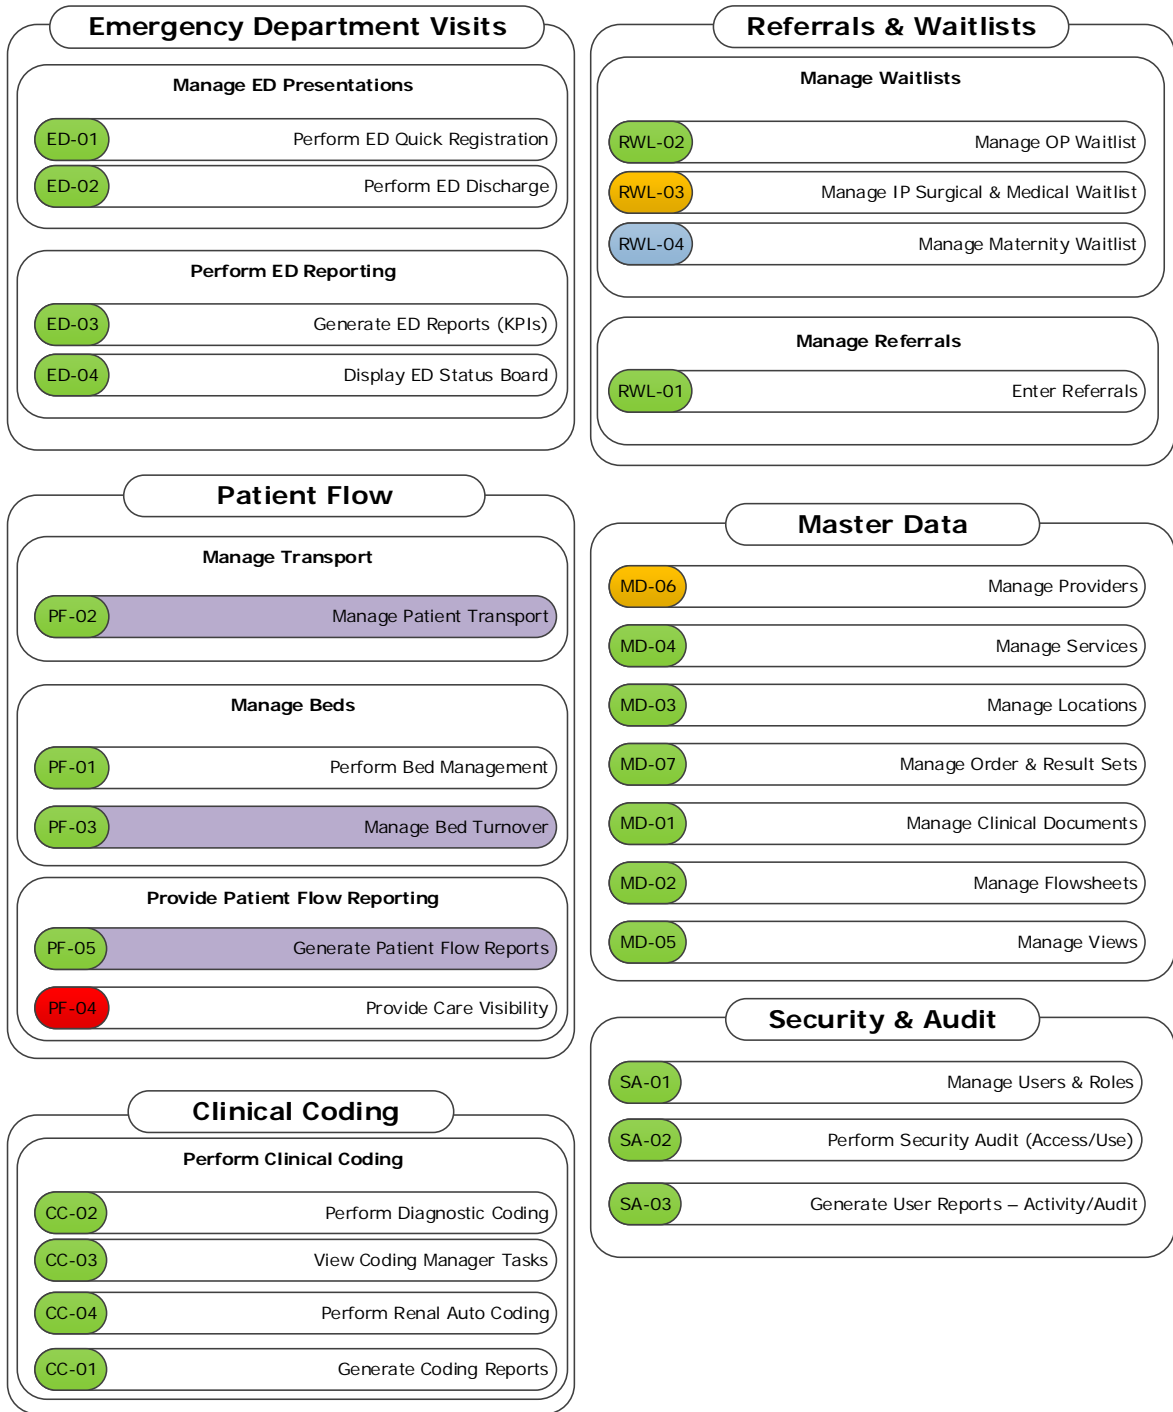 Emergency Department Visits
Manage ED Presentations
ED-01 Perform ED Quick Registration
ED-02 Perform ED Discharge
Perform ED Reporting
ED-03 Generate ED Reports (KPIs)
ED-04 Display ED Status Board
Referrals & Waitlists
Manage Waitlists
RWL-02 Manage OP Waitlist
RWL-03 Manage IP Surgical & Medical Waitlist
RWL-04 Manage Maternity Waitlist
Manage Referrals
RWL-01 Enter Referrals
Patient Flow
Manage Transport
PF-02 Manage Patient Transport
Manage Beds
PF-01 Perform Bed Management
PF-03 Manage Bed Turnover
Provide Patient Flow Reporting
PF-05 Generate Patient Flow Reports
PF-04 Provide Care Visibility
Master Data
MD-06 Manage Providers
MD-04 Manage Services
MD-03 Manage Locations
MD-07 Manage Order & Result Sets
MD-01 Manage Clinical Documents
MD-02 Manage Flowsheets
MD-05 Manage Views
Clinical Coding
Perform Clinical Coding
CC-02 Perform Diagnostic Coding
CC-03 View Coding Manager Tasks
CC-04 Perform Renal Auto Coding
CC-01 Generate Coding Reports
Security & Audit
SA-01 Manage Users & Roles
SA-02 Perform Security Audit (Access/Use)
SA-03 Generate User Reports – Activity/Audit